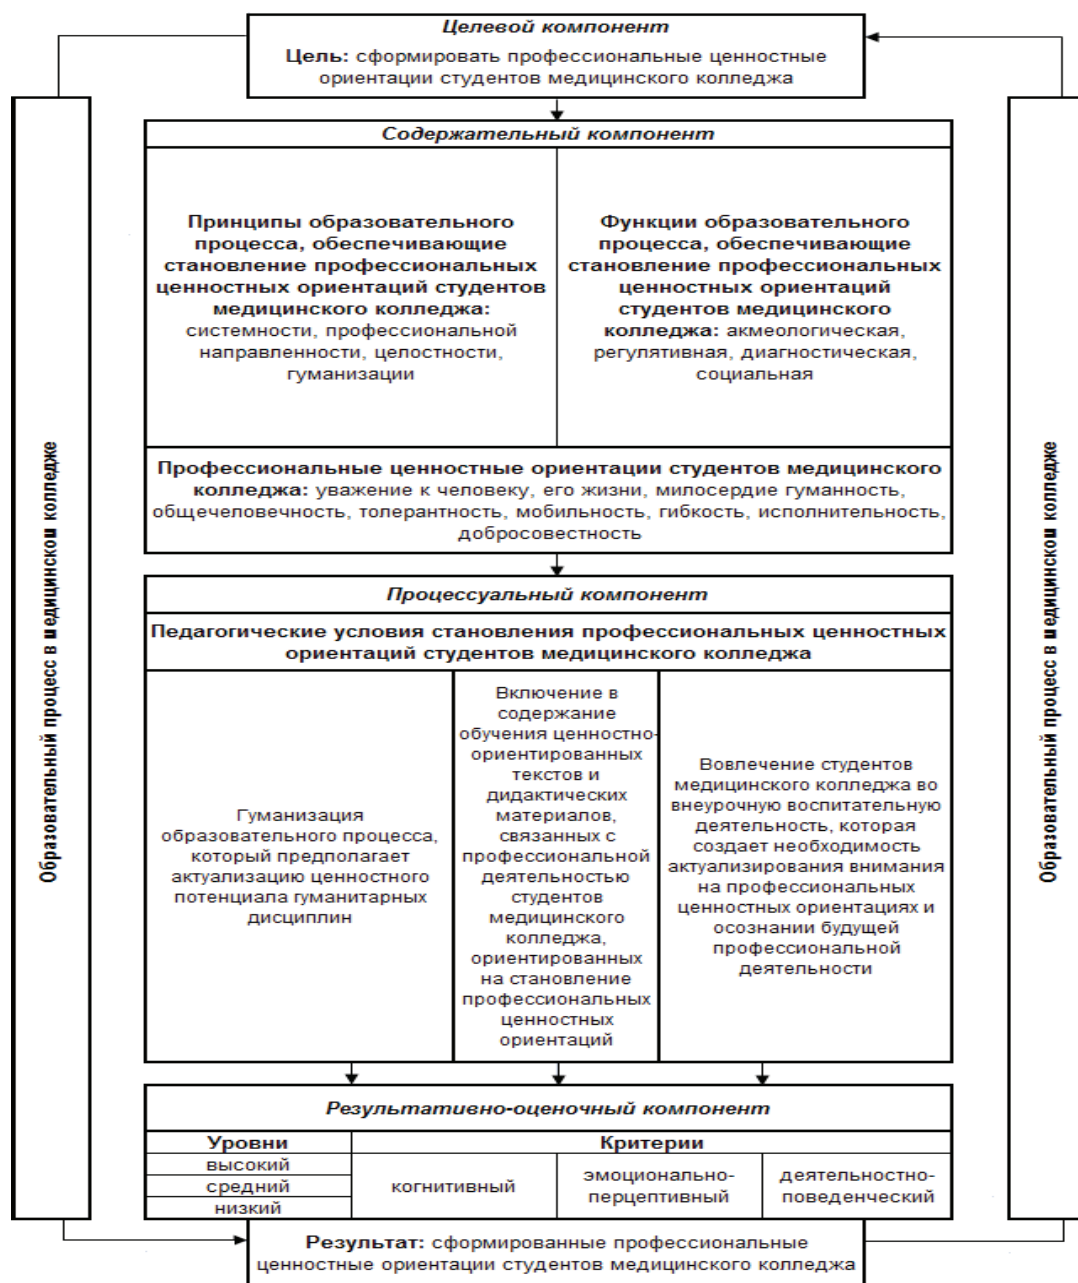 Целевой компонент
Цель: сформировать профессиональные ценностные
ориентации студентов медицинского колледжа
Содержательный компонент
Принципы образовательного
процесса, обеспечивающие
становление профессиональных
ценностных ориентаций студентов
медицинского колледжа:
системности, профессиональной
направленности, целостности,
гуманизации
Функции образовательного
процесса, обеспечивающие
становление профессиональных
ценностных ориентаций
студентов медицинского
колледжа: акмеологическая,
регулятивная, диагностическая,
социальная
Профессиональные ценностные ориентации студентов медицинского
колледжа: уважение к человеку, его жизни, милосердие гуманность,
общечеловечность, толерантность, мобильность, гибкость, исполнительность,
добросовестность
Процессуальный компонент
Педагогические условия становления профессиональных ценностных
ориентаций студентов медицинского колледжа
Гуманизация
образовательного процесса,
который предполагает
актуализацию ценностного
потенциала гуманитарных
дисциплин
Включение в
содержание
обучения ценностно-
ориентированных
текстов и
дидактических
материалов,
связанных с
профессиональной
деятельностью
студентов
медицинского
колледжа,
ориентированных
на становление
профессиональных
ценностных
ориентаций
Вовлечение студентов
медицинского колледжа во
внеурочную воспитательную
деятельность, которая
создает необходимость
актуализирования внимания
на профессиональных
ценностных ориентациях и
осознании будущей
профессиональной
деятельности
Результативно-оценочный компонент
Уровни
Критерии
высокий
средний
низкий
когнитивный
эмоционально-
перцептивный
деятельностно-
поведенческий
Результат: сформированные профессиональные
ценностные ориентации студентов медицинского колледжа
Образовательный процесс в медицинском колледже
Образовательный процесс в медицинском колледже